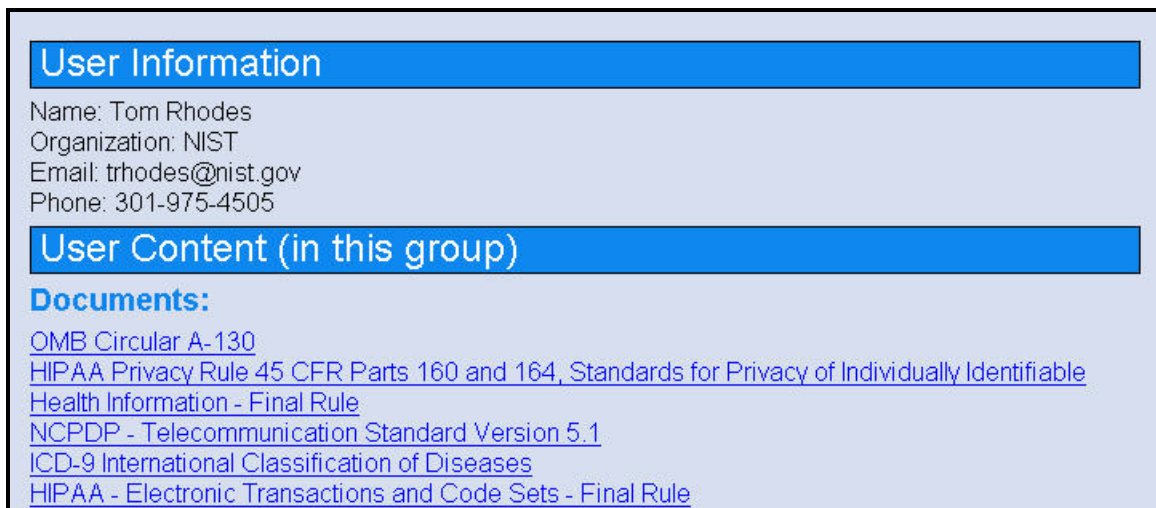 User Information
Name: Tom Rhodes
Organization: NIST
Email: trhodes@nist.gov
Phone: 301-975-4505
User Content (in this group)
Documents:
OMB Circular A-130
HIPAA Privacy Rule 45 CFR Parts 160 and 164, Standards for Privacy of Individually Identifiable
Health Information - Final Rule
NCPDP - Telecommunication Standard Version 5.1
ICD-9 International Classification of Diseases
HIPAA - Electronic Transactions and Code Sets - Final Rule